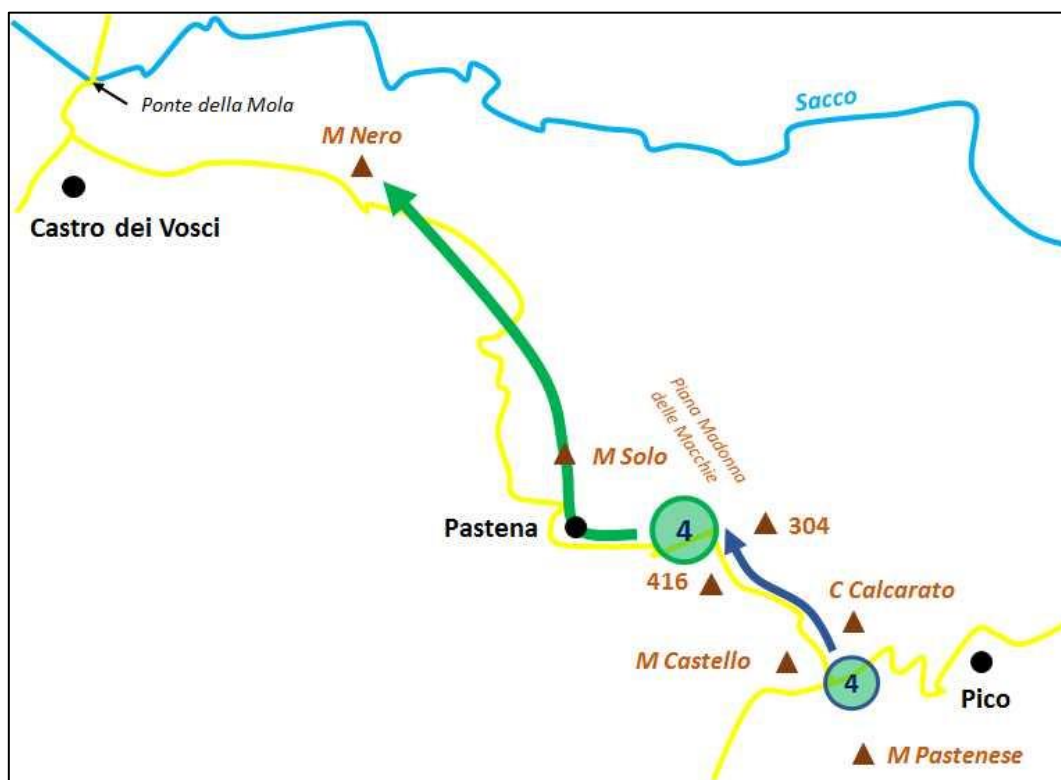 Ponte della Mola
Sacco
M Nero
Castro dei Vosci
Piana Madonna
delle Macchie
M Solo
Pastena
4
304
416
C Calcarato
M Castello
4
Pico
M Pastenese